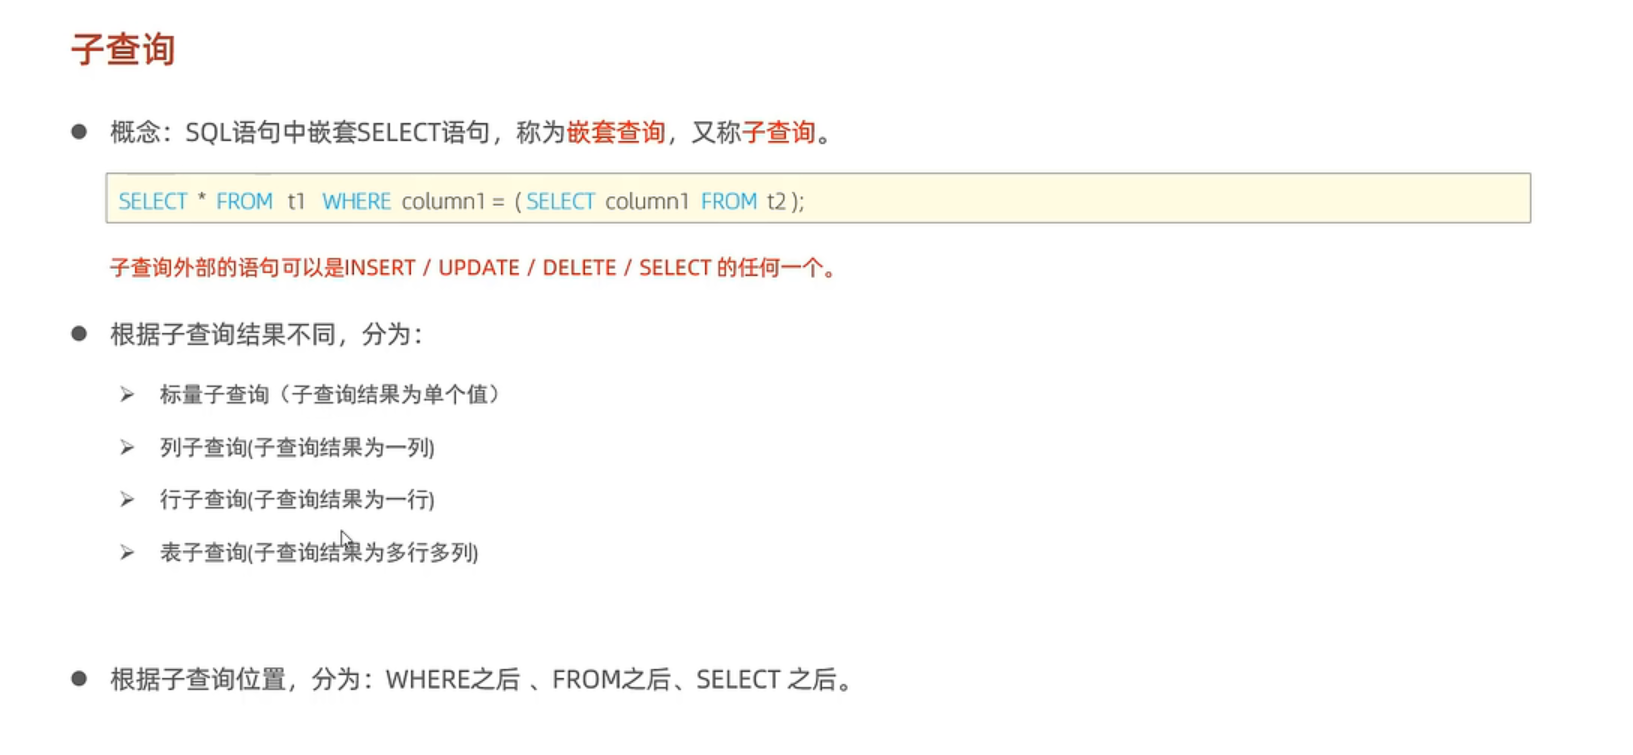 子查询
概念：SQL语句中嵌套SELECT语句，称为嵌套查询，又称子查询。
SELECT * FROM t1 WHERE column1 = ( SELECT column1 FROM t2 );
子查询外部的语句可以是INSERT / UPDATE / DELETE / SELECT 的任何一个。
根据子查询结果不同，分为：
标量子查询（子查询结果为单个值）
列子查询(子查询结果为一列)
行子查询(子查询结果为一行)
表子查询(子查询结果为多行多列)
根据子查询位置，分为：WHERE之后 、FROM之后、SELECT 之后。